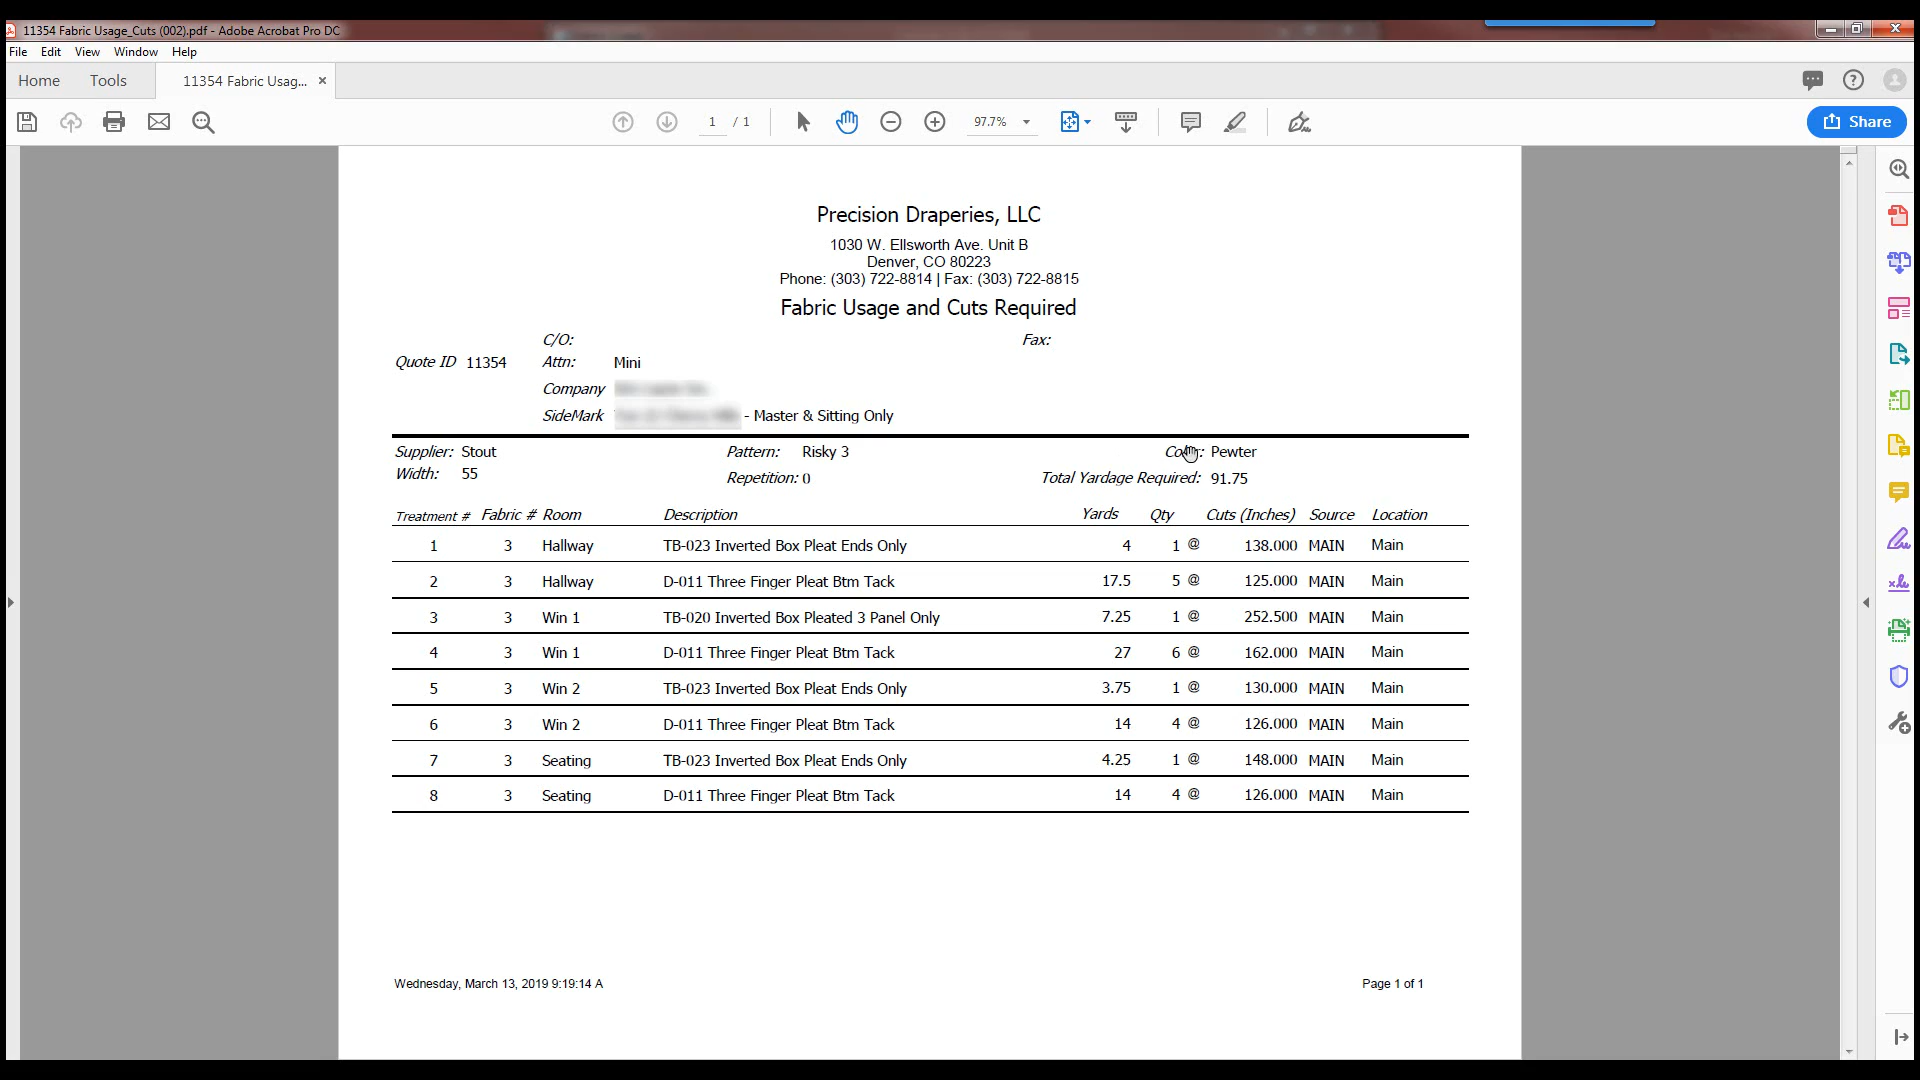 11354 Fabric Usage_Cuts (002).pdf - Adobe Acrobat Pro DC
File Edit View Window Help
Home Tools 11354 Fabric Usag... ×
1 / 1 97.7% Share
Precision Draperies, LLC
1030 W. Ellsworth Ave. Unit B
Denver, CO 80223
Phone: (303) 722-8814 | Fax: (303) 722-8815
Fabric Usage and Cuts Required
C/O: Fax:
Quote ID 11354 Attn: Mini
Company
SideMark - Master & Sitting Only
Supplier: Stout Pattern: Risky 3 Pewter
Width: 55 Repetition: 0 Total Yardage Required: 91.75
Treatment # Fabric # Room Description Yards Qty Cuts (Inches) Source Location
1 3 Hallway TB-023 Inverted Box Pleat Ends Only 4 1 @ 138.000 MAIN Main
2 3 Hallway D-011 Three Finger Pleat Btm Tack 17.5 5 @ 125.000 MAIN Main
3 3 Win 1 TB-020 Inverted Box Pleated 3 Panel Only 7.25 1 @ 252.500 MAIN Main
4 3 Win 1 D-011 Three Finger Pleat Btm Tack 27 6 @ 162.000 MAIN Main
5 3 Win 2 TB-023 Inverted Box Pleat Ends Only 3.75 1 @ 130.000 MAIN Main
6 3 Win 2 D-011 Three Finger Pleat Btm Tack 14 4 @ 126.000 MAIN Main
7 3 Seating TB-023 Inverted Box Pleat Ends Only 4.25 1 @ 148.000 MAIN Main
8 3 Seating D-011 Three Finger Pleat Btm Tack 14 4 @ 126.000 MAIN Main
Wednesday, March 13, 2019 9:19:14 A Page 1 of 1